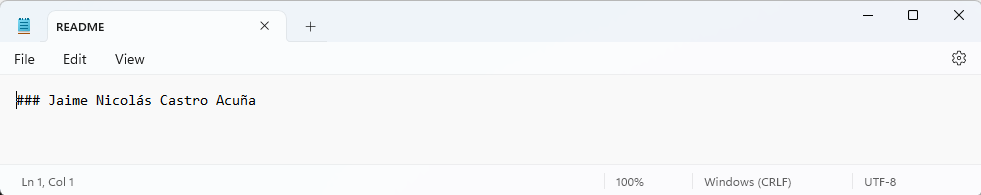 README
File Edit View
### Jaime Nicolás Castro Acuña
Ln 1, Col 1 100% Windows (CRLF) UTF-8